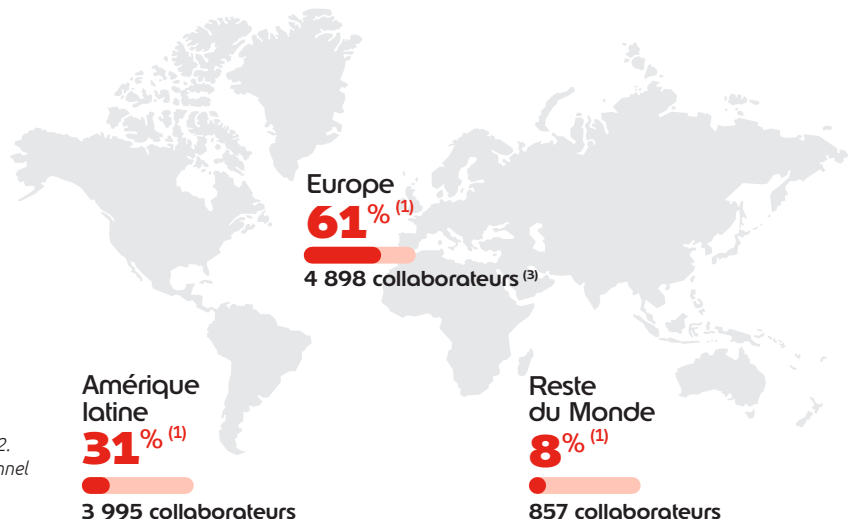 Europe
61% (1)
4 898 collaborateurs (3)
Amérique
latine
31% (1)
3 995 collaborateurs
Reste
du Monde
8% (1)
857 collaborateurs
2.